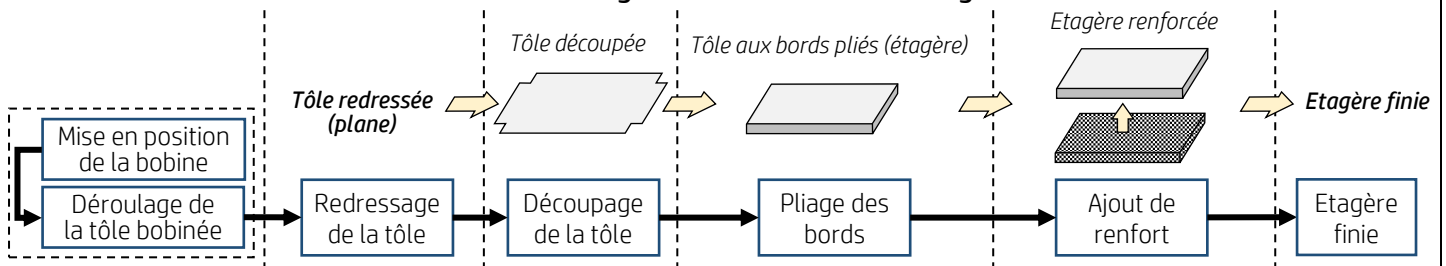 Tôle découpée
Tôle aux bords pliés (étagère)
Etagère renforcée
Tôle redressée
(plane)
Etagère finie
Mise en position
de la bobine
Déroulage de
la tôle bobinée
Redressage
de la tôle
Découpage
de la tôle
Pliage des
bords
Ajout de
renfort
Etagère
finie